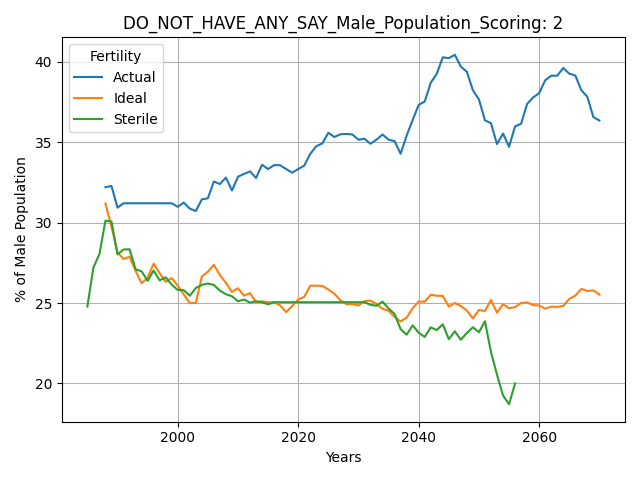 DO_NOT_HAVE_ANY_SAY_Male_Population_Scoring: 2
Fertility
Actual
Ideal
Sterile
% of Male Population
40
35
30
25
20
2000
2020
2040
2060
Years